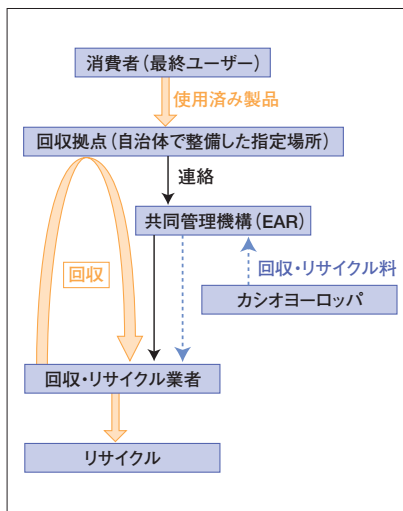 消費者（最終ユーザー）
使用済み製品
回収拠点（自治体で整備した指定場所）
連絡
共同管理機構（EAR）
回収
回収・リサイクル料
カシオヨーロッパ
回収・リサイクル業者
リサイクル